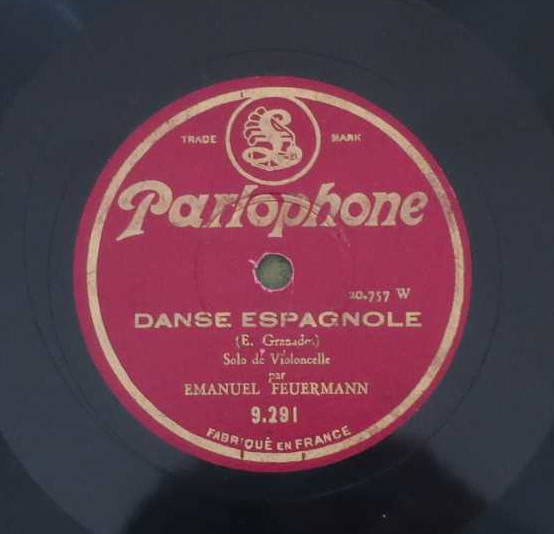 TRADE MARK
Parlophone
20.757 W
DANSE ESPAGNOLE
(E. Granados)
Solo de Violoncelle
par
EMANUEL FEUERMANN
9.291
FABRIQUÉ EN FRANCE